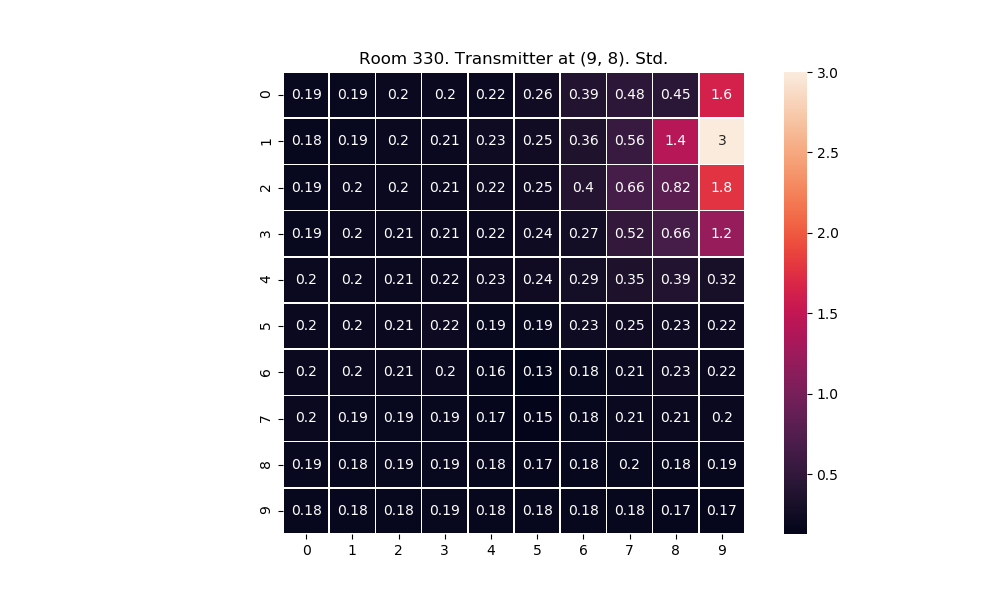 Room 330. Transmitter at (9, 8). Std.
0 0.19 0.19 0.2 0.2 0.22 0.26 0.39 0.48 0.45 1.6
1 0.18 0.19 0.2 0.21 0.23 0.25 0.36 0.56 1.4 3
2 0.19 0.2 0.2 0.21 0.22 0.25 0.4 0.66 0.82 1.8
3 0.19 0.2 0.21 0.21 0.22 0.24 0.27 0.52 0.66 1.2
4 0.2 0.2 0.21 0.22 0.23 0.24 0.29 0.35 0.39 0.32
5 0.2 0.2 0.21 0.22 0.19 0.19 0.23 0.25 0.23 0.22
6 0.2 0.2 0.21 0.2 0.16 0.13 0.18 0.21 0.23 0.22
7 0.2 0.19 0.19 0.19 0.17 0.15 0.18 0.21 0.21 0.2
8 0.19 0.18 0.19 0.19 0.18 0.17 0.18 0.2 0.18 0.19
9 0.18 0.18 0.18 0.19 0.18 0.18 0.18 0.18 0.17 0.17
0 1 2 3 4 5 6 7 8 9
3.0
2.5
2.0
1.5
1.0
0.5